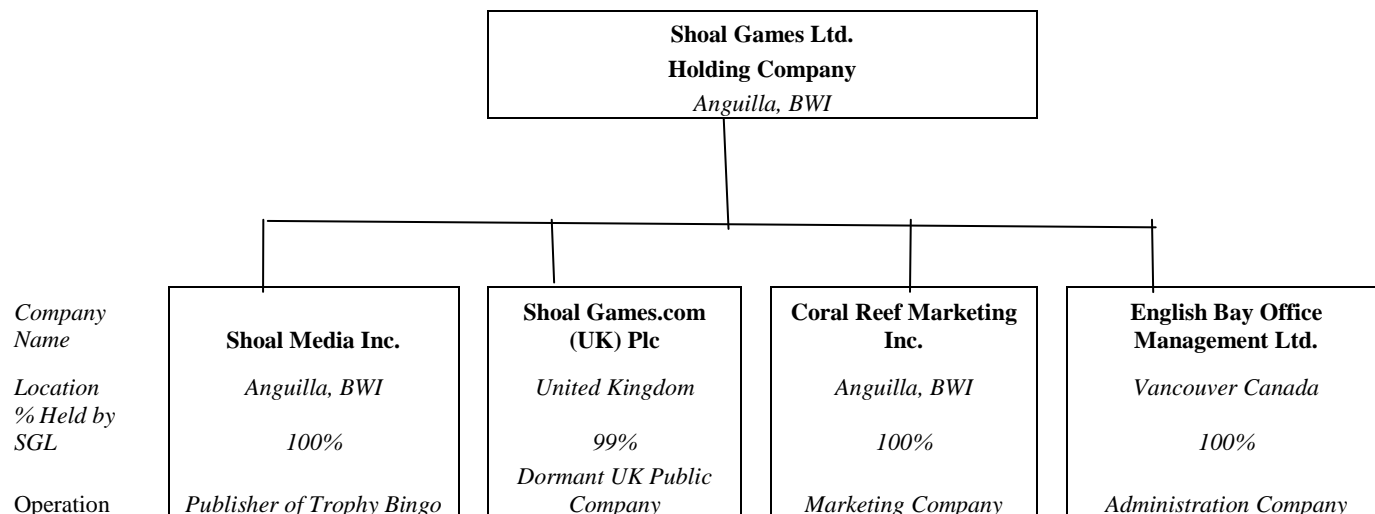 Shoal Games Ltd.
Holding Company
Anguilla, BWI
Company
Name
Shoal Media Inc.
Shoal Games.com
(UK) Plc
Coral Reef Marketing
Inc.
English Bay Office
Management Ltd.
Location
Anguilla, BWI
United Kingdom
Anguilla, BWI
Vancouver Canada
% Held by
SGL
100%
99%
100%
100%
Operation
Publisher of Trophy Bingo
Dormant UK Public
Company
Marketing Company
Administration Company